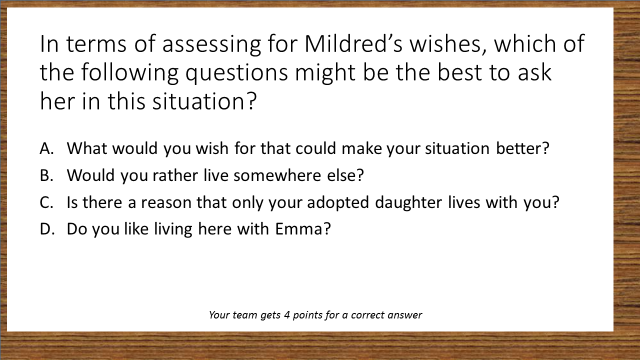 In terms of assessing for Mildred’s wishes, which of
the following questions might be the best to ask
her in this situation?
A. What would you wish for that could make your situation better?
B. Would you rather live somewhere else?
C. Is there a reason that only your adopted daughter lives with you?
D. Do you like living here with Emma?
Your team gets 4 points for a correct answer